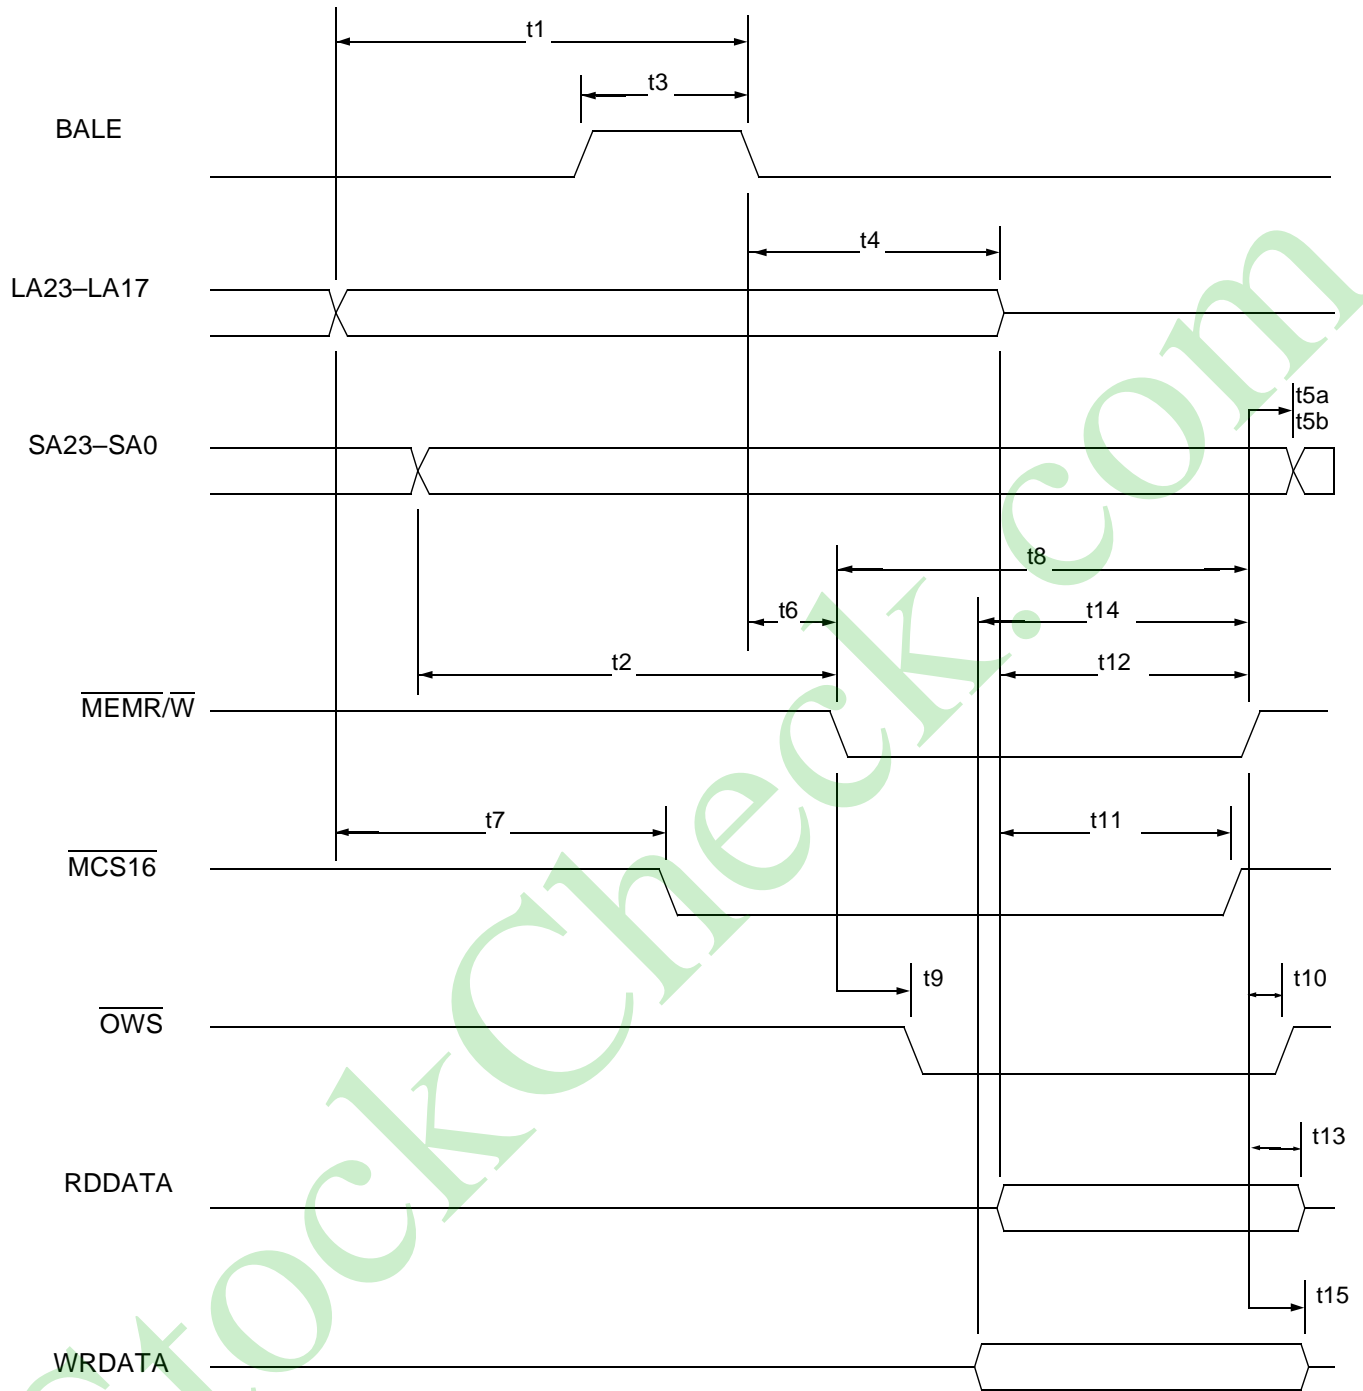 t1
t3
BALE
t4
LA23–LA17
t5a
t5b
SA23–SA0
t8
t6
t14
t2
t12
MEMR/W
t7
t11
MCS16
t9
t10
OWS
t13
RDDATA
t15
WRDATA
StockCheck.com